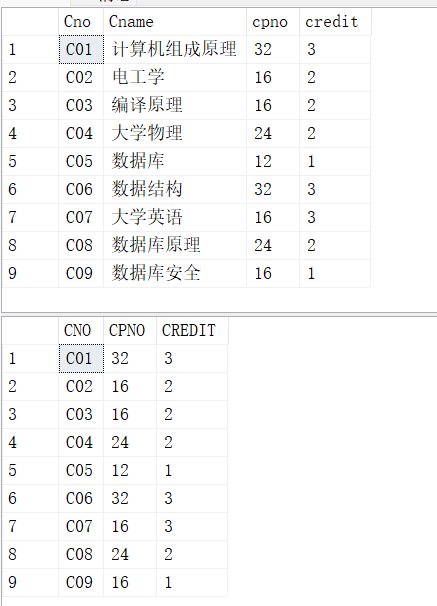 Cno Cname cpno credit
1 C01 计算机组成原理 32 3
2 C02 电工学 16 2
3 C03 编译原理 16 2
4 C04 大学物理 24 2
5 C05 数据库 12 1
6 C06 数据结构 32 3
7 C07 大学英语 16 3
8 C08 数据库原理 24 2
9 C09 数据库安全 16 1
CNO CPNO CREDIT
1 C01 32 3
2 C02 16 2
3 C03 16 2
4 C04 24 2
5 C05 12 1
6 C06 32 3
7 C07 16 3
8 C08 24 2
9 C09 16 1